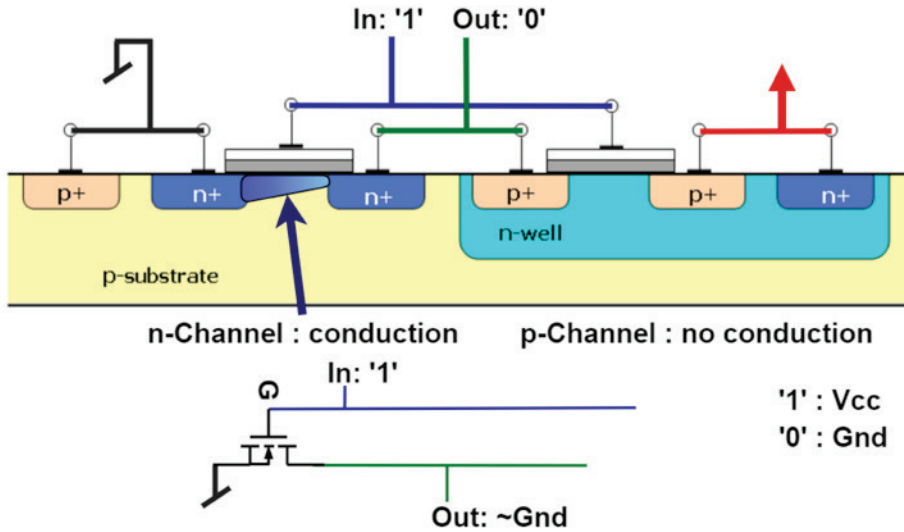 In: '1' Out: '0'
p+ n+ n+ p+ p+ n+
n-well
p-substrate
n-Channel : conduction p-Channel : no conduction
In: '1'
G
'1' : Vcc
'0' : Gnd
Out: ~Gnd